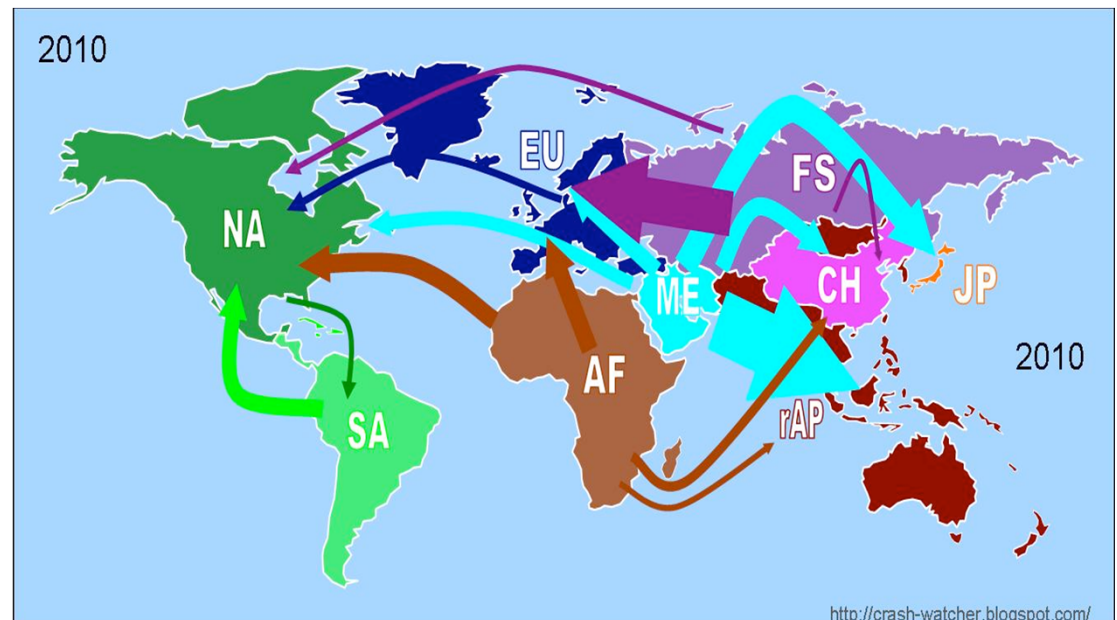 2010
EU
FS
NA
ME
CH
JP
2010
AF
rAP
SA
http://crash-watcher.blogspot.com/